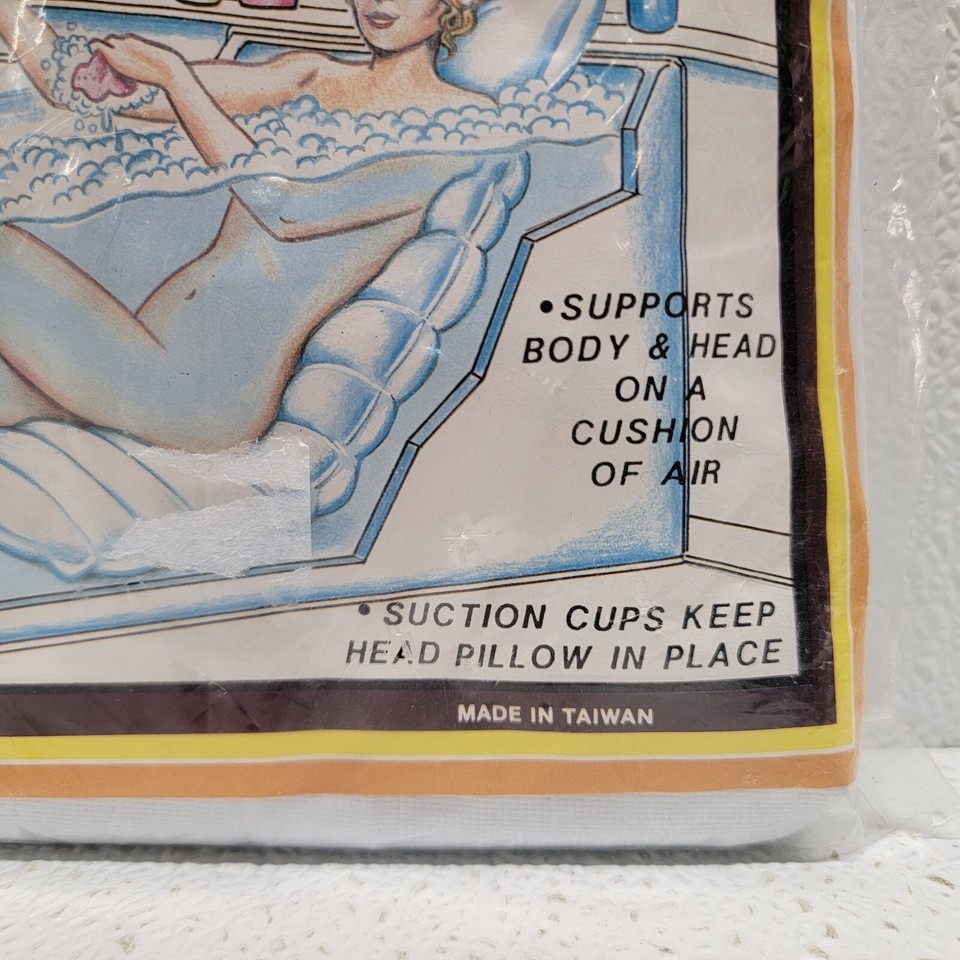 •SUPPORTS
BODY & HEAD
ON A
CUSHION
OF AIR
• SUCTION CUPS KEEP
HEAD PILLOW IN PLACE
MADE IN TAIWAN